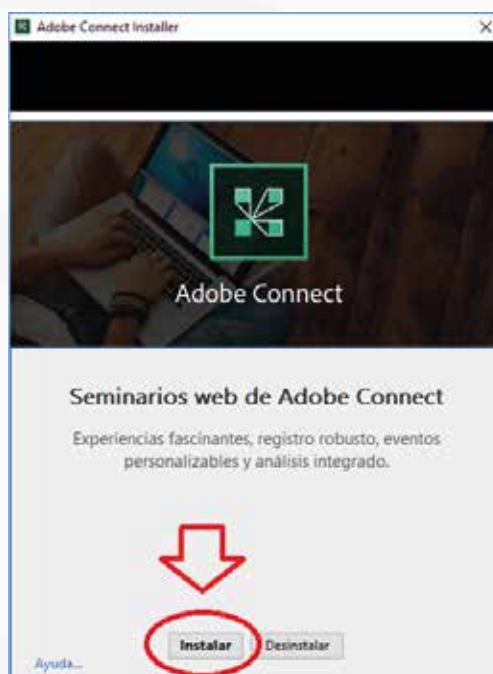 Adobe Connect Installer
Adobe Connect
Seminarios web de Adobe Connect
Experiencias fascinantes, registro robusto, eventos
personalizables y análisis integrado.
Instalar Desinstalar
Ayuda...